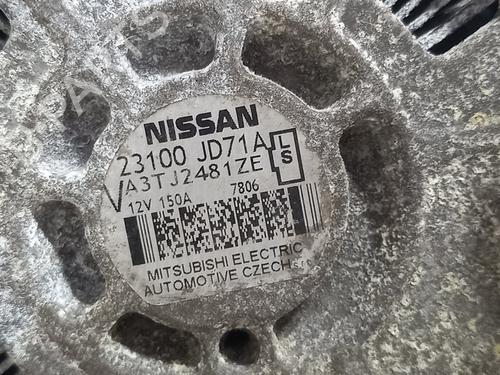 NISSAN
23100 JD71A
L
S
A3TJ2481ZE
V
12V 150A 7806
MITSUBISHI ELECTRIC
AUTOMOTIVE CZECH s.r.o.